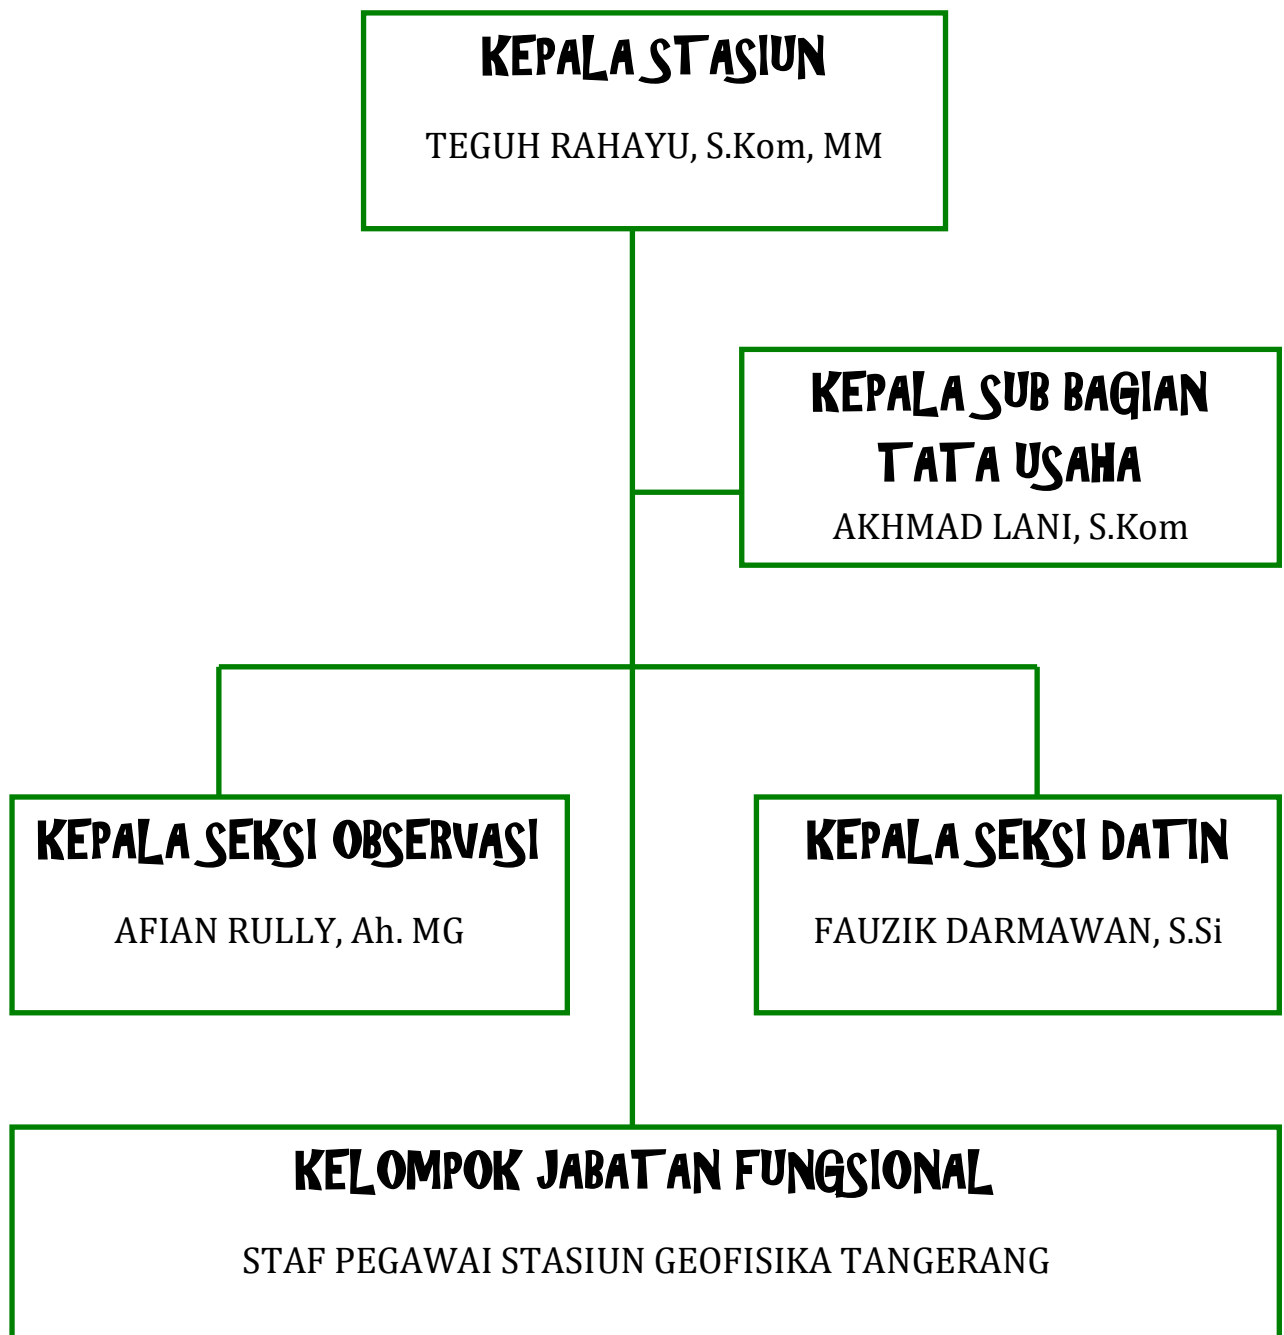 KEPALA STASIUN
TEGUH RAHAYU, S.Kom, MM
KEPALA SUB BAGIAN
TATA USAHA
AKHMAD LANI, S.Kom
KEPALA SEKSI OBSERVASI
AFIAN RULLY, Ah. MG
KEPALA SEKSI DATIN
FAUZIK DARMAWAN, S.Si
KELOMPOK JABATAN FUNGSIONAL
STAF PEGAWAI STASIUN GEOFISIKA TANGERANG